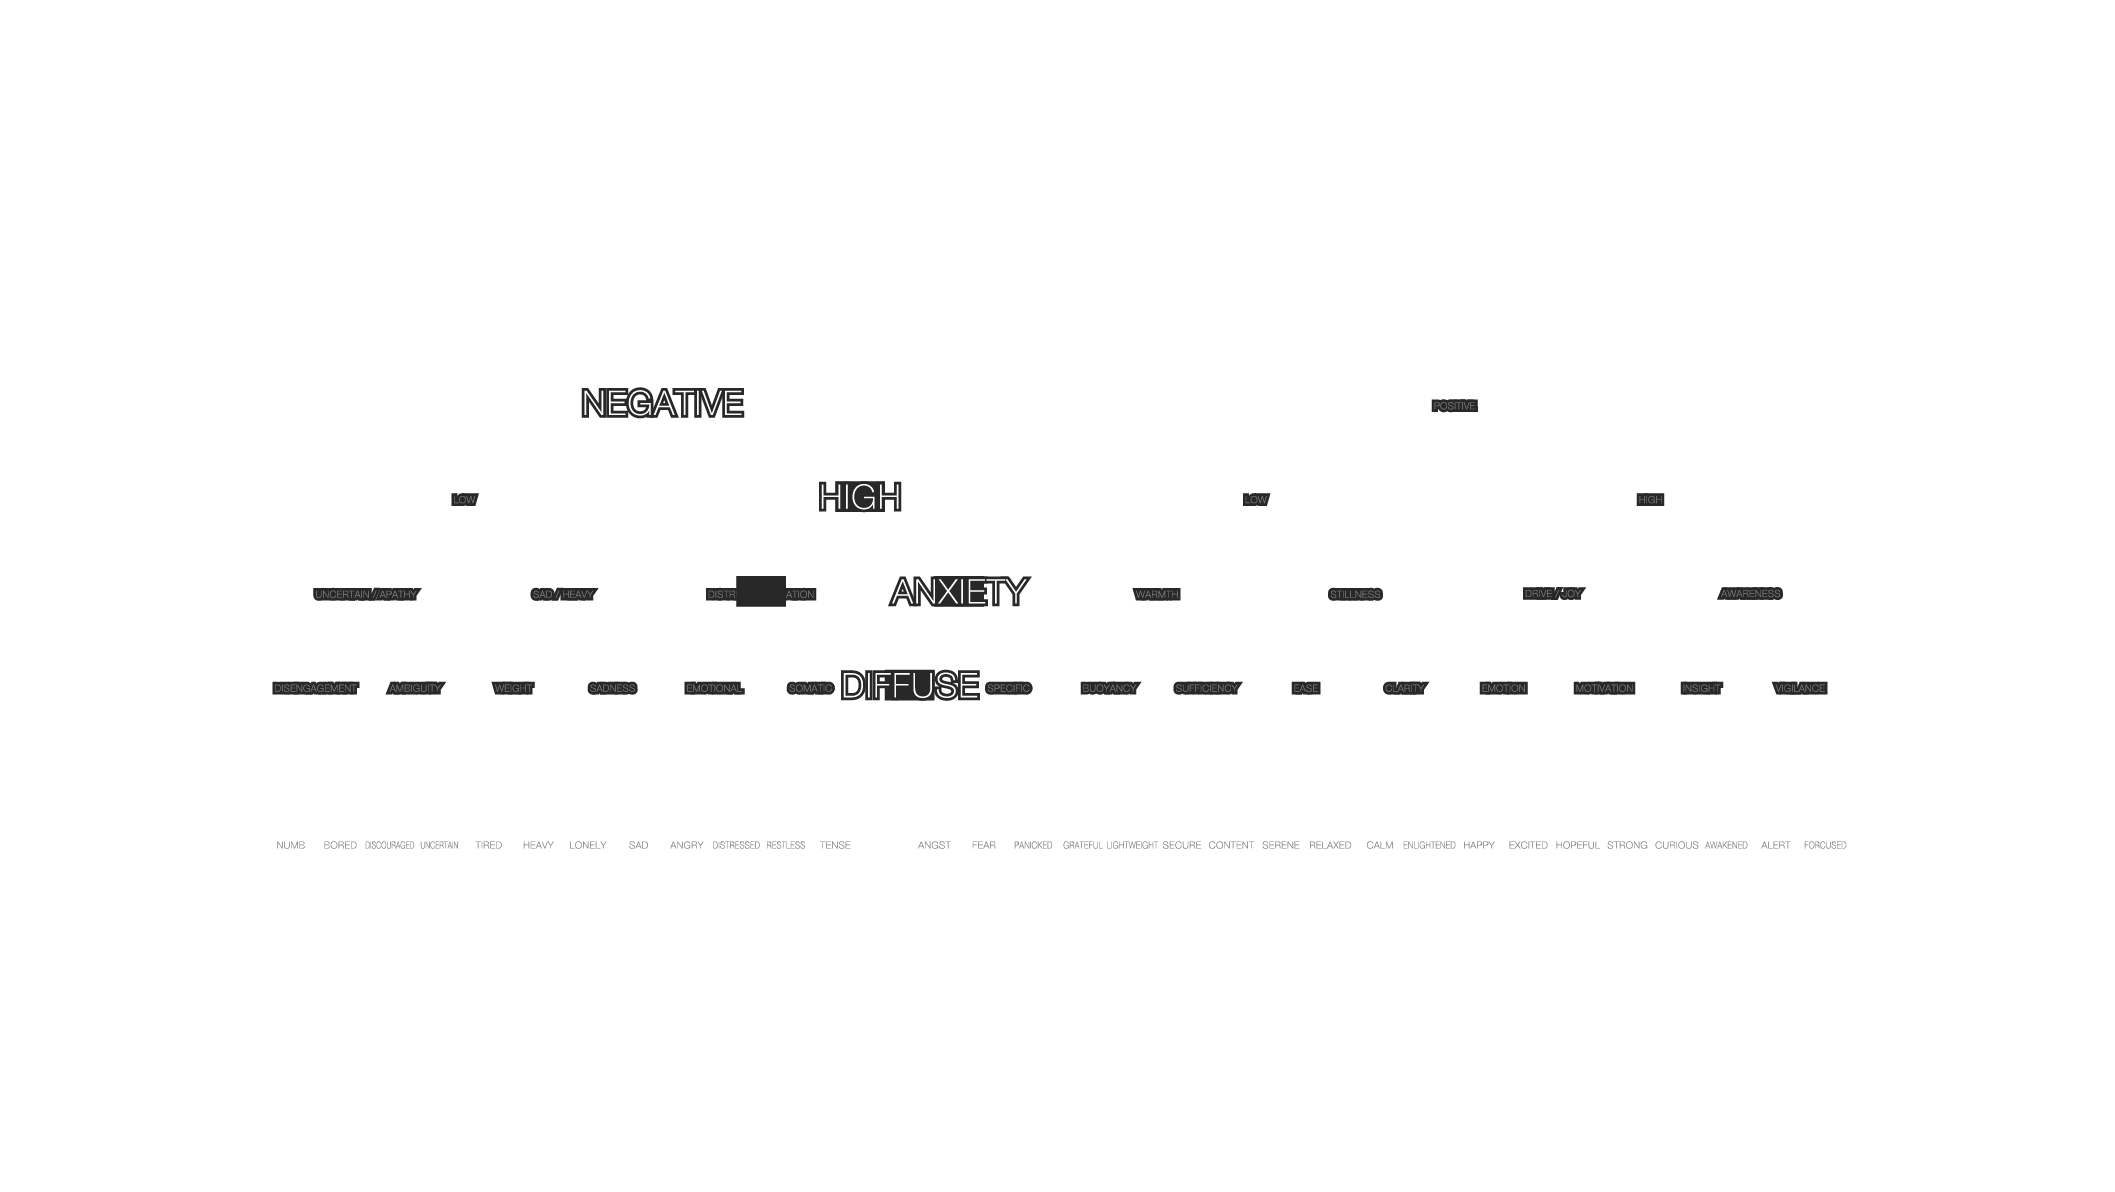 NEGATIVE POSITIVE
LOW HIGH LOW HIGH
UNCERTAIN // APATHY SAD // HEAVY ANXIETY WARMTH STILLNESS DRIVE // JOY AWARENESS
DISENGAGEMENT AMBIGUITY WEIGHT SADNESS EMOTIONAL SOMATIC DIFFUSE SPECIFIC BUOYANCY SUFFICIENCY EASE CLARITY EMOTION MOTIVATION INSIGHT VIGILANCE
NUMB BORED DISCOURAGED UNCERTAIN TIRED HEAVY LONELY SAD ANGRY DISTRESSED RESTLESS TENSE ANGST FEAR PANICKED GRATEFUL LIGHTWEIGHT SECURE CONTENT SERENE RELAXED CALM ENLIGHTENED HAPPY EXCITED HOPEFUL STRONG CURIOUS AWAKENED ALERT FORCUSED